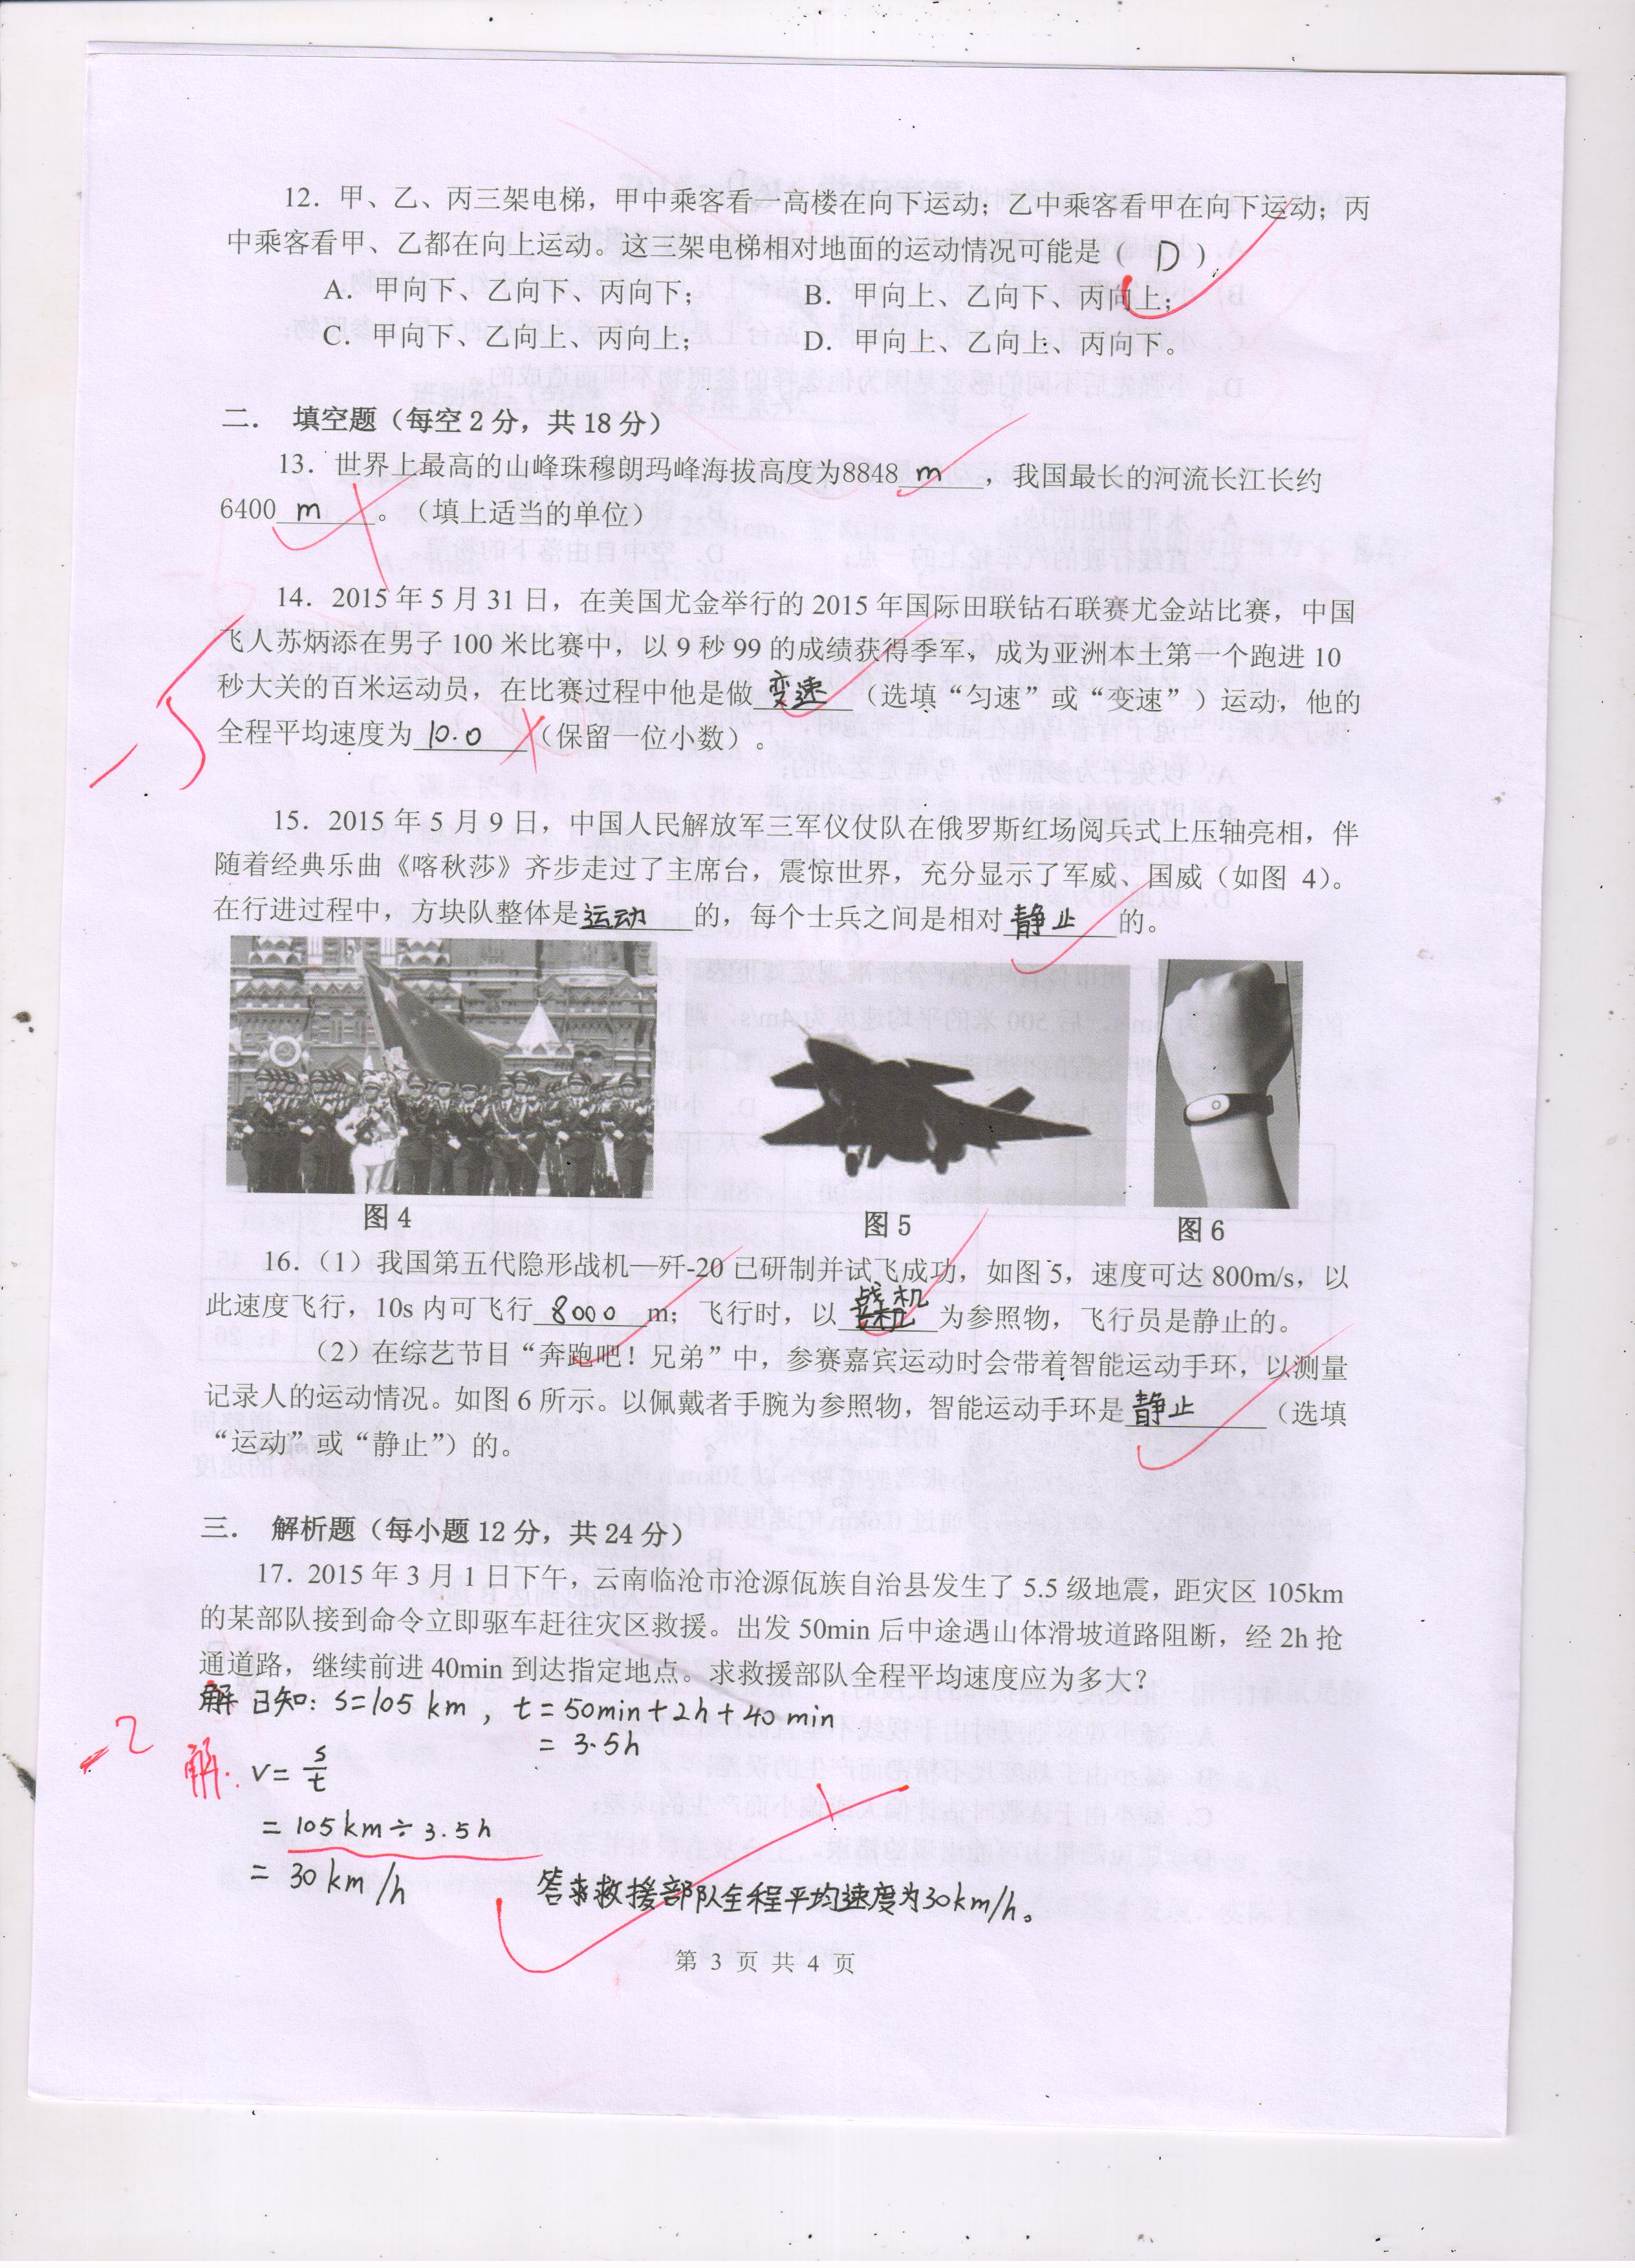 12．甲、乙、丙三架电梯，甲中乘客看一高楼在向下运动；乙中乘客看甲在向下运动；丙
中乘客看甲、乙都在向上运动。这三架电梯相对地面的运动情况可能是（ D ）
A．甲向下、乙向下、丙向下； B．甲向上、乙向下、丙向上；
C．甲向下、乙向上、丙向上； D．甲向上、乙向上、丙向下。
二． 填空题（每空 2 分，共 18 分）
13．世界上最高的山峰珠穆朗玛峰海拔高度为8848 m ，我国最长的河流长江长约
6400 m 。（填上适当的单位）
14．2015 年 5 月 31 日，在美国尤金举行的 2015 年国际田联钻石联赛尤金站比赛，中国
飞人苏炳添在男子 100 米比赛中，以 9 秒 99 的成绩获得季军，成为亚洲本土第一个跑进 10
秒大关的百米运动员，在比赛过程中他是做 变速 （选填“匀速”或“变速”）运动，他的
全程平均速度为 10.0 （保留一位小数）。
-5
15．2015 年 5 月 9 日，中国人民解放军三军仪仗队在俄罗斯红场阅兵式上压轴亮相，伴
随着经典乐曲《喀秋莎》齐步走过了主席台，震惊世界，充分显示了军威、国威（如图 4）。
在行进过程中，方块队整体是 运动 的，每个士兵之间是相对 静止 的。
图 4 图 5 图 6
16．（1）我国第五代隐形战机—歼-20 已研制并试飞成功，如图 5，速度可达 800m/s，以
此速度飞行，10s 内可飞行 8000 m；飞行时，以 战机 为参照物，飞行员是静止的。
（2）在综艺节目“奔跑吧！兄弟”中，参赛嘉宾运动时会带着智能运动手环，以测量
记录人的运动情况。如图 6 所示。以佩戴者手腕为参照物，智能运动手环是 静止 （选填
“运动”或“静止”）的。
三． 解析题（每小题 12 分，共 24 分）
17．2015 年 3 月 1 日下午，云南临沧市沧源佤族自治县发生了 5.5 级地震，距灾区 105km
的某部队接到命令立即驱车赶往灾区救援。出发 50min 后中途遇山体滑坡道路阻断，经 2h 抢
通道路，继续前进 40min 到达指定地点。求救援部队全程平均速度应为多大？
解 已知：s=105 km ，t=50min+2h+40min
= 3.5h
-2 解: v= s/t
= 105km÷3.5h
= 30 km/h 答求救援部队全程平均速度为30km/h。
第 3 页 共 4 页